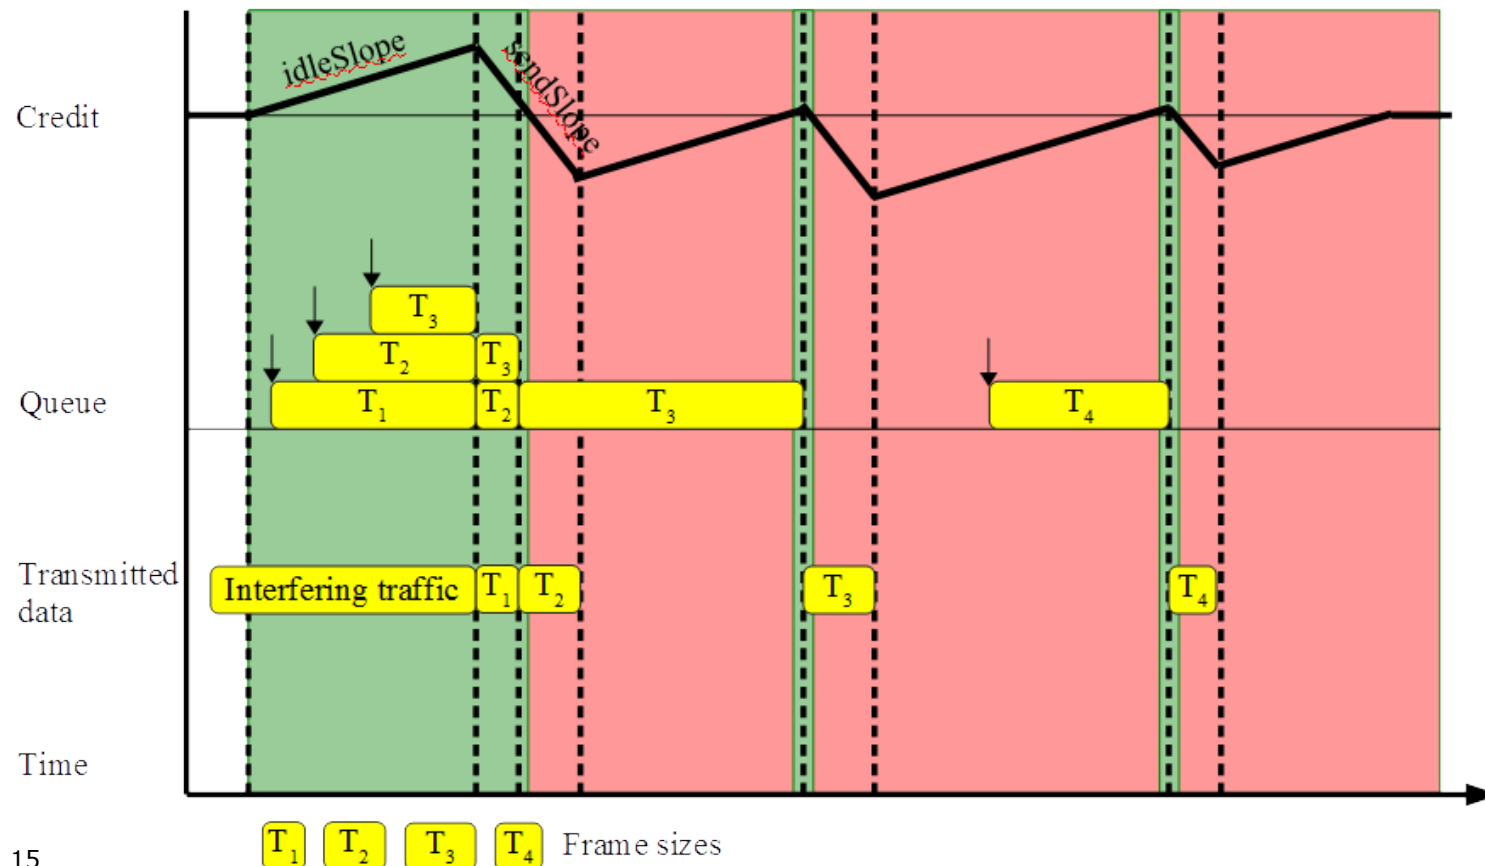 idleSlope
sendSlope
Credit
T3
T2 T3
Queue T1 T2 T3 T4
Transmitted
data
Interfering traffic T1 T2 T3 T4
Time
T1 T2 T3 T4 Frame sizes
15